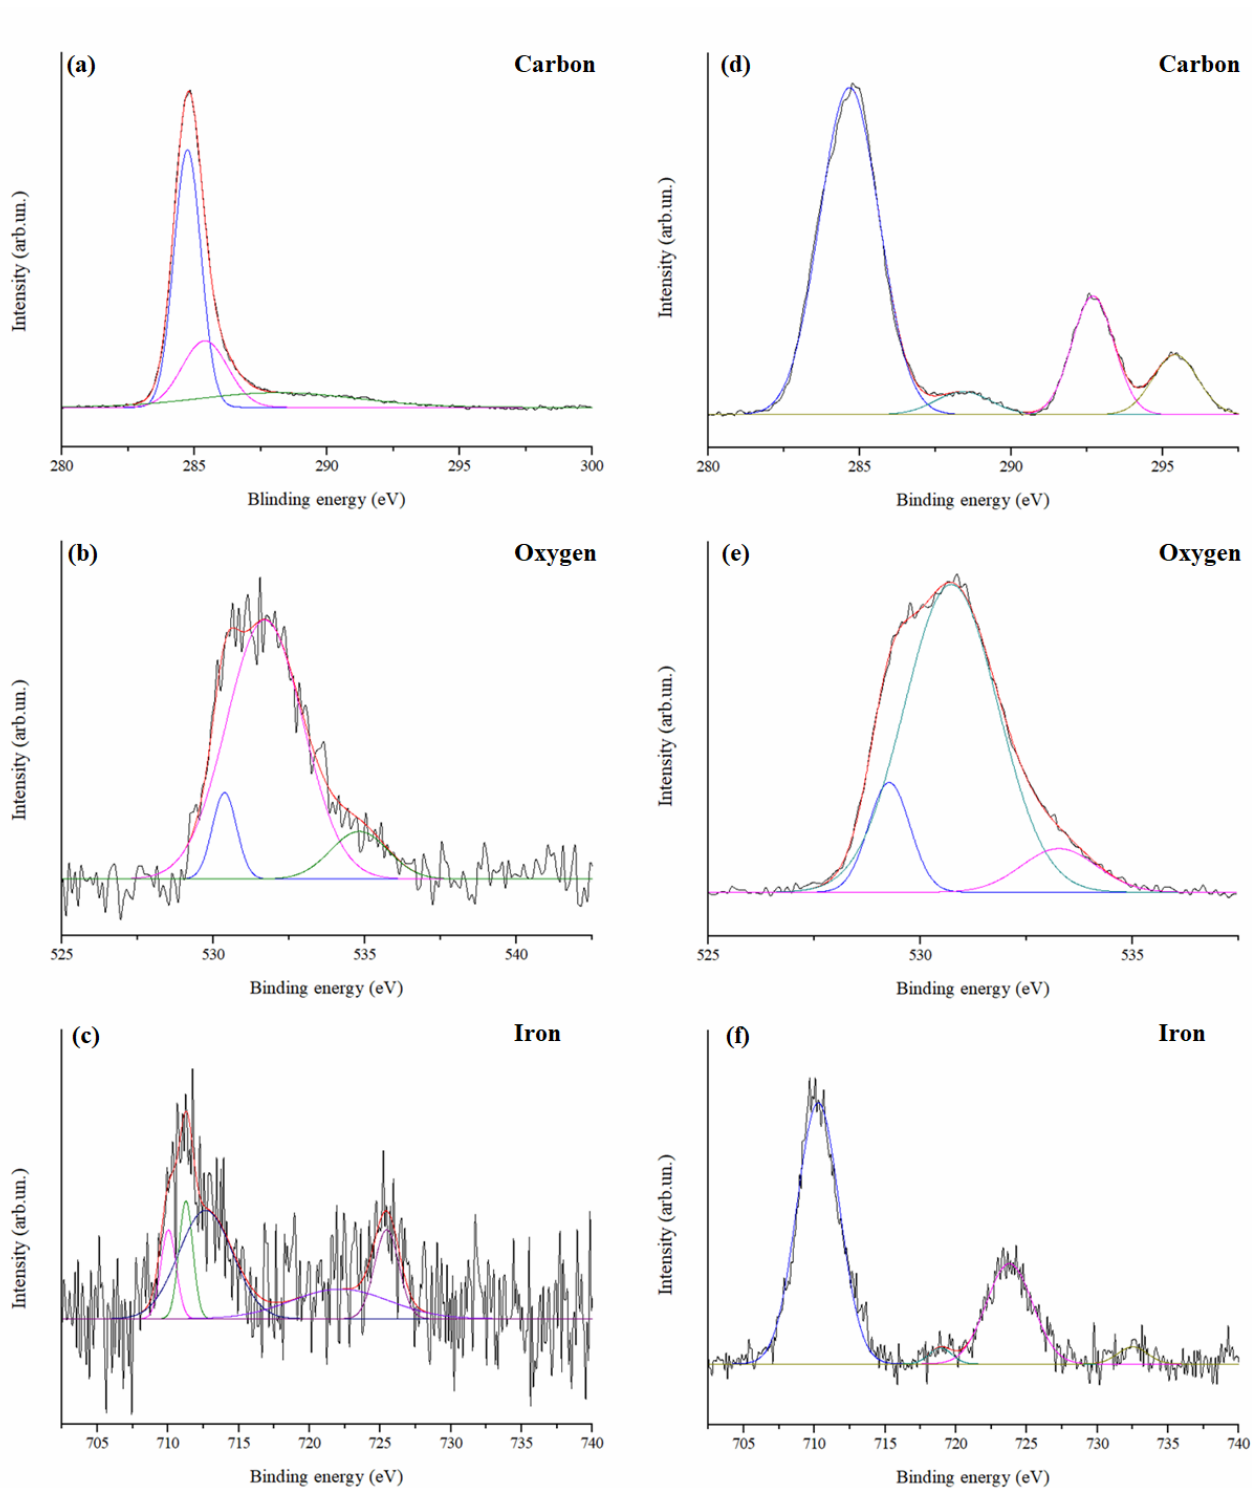 (a) Carbon
Intensity (arb.un.)
280 285 290 295 300
Blinding energy (eV)
(d) Carbon
Intensity (arb.un.)
280 285 290 295
Binding energy (eV)
(b) Oxygen
Intensity (arb.un.)
525 530 535 540
Binding energy (eV)
(e) Oxygen
Intensity (arb.un.)
525 530 535
Binding energy (eV)
(c) Iron
Intensity (arb.un.)
705 710 715 720 725 730 735 740
Binding energy (eV)
(f) Iron
Intensity (arb.un.)
705 710 715 720 725 730 735 740
Binding energy (eV)